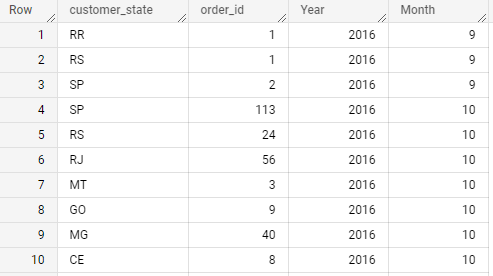 Row customer_state order_id Year Month
1 RR 1 2016 9
2 RS 1 2016 9
3 SP 2 2016 9
4 SP 113 2016 10
5 RS 24 2016 10
6 RJ 56 2016 10
7 MT 3 2016 10
8 GO 9 2016 10
9 MG 40 2016 10
10 CE 8 2016 10